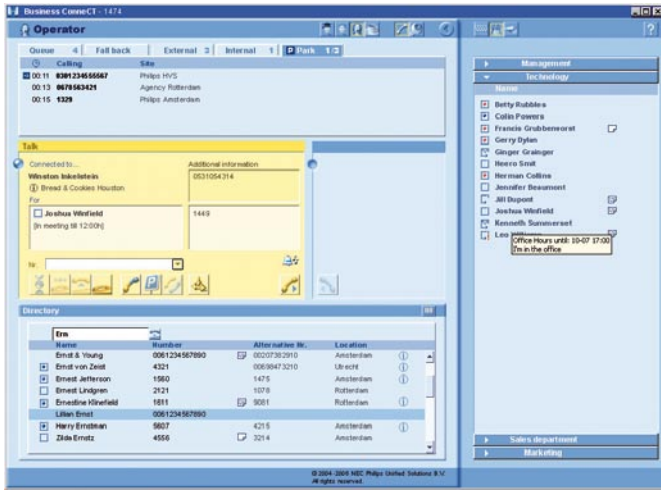 Business ConneCT - 1474
Operator
Queue 4 Fall back External 3 Internal 1 P Park 1/3
Calling Site
00:11 0301234555567 Philips HVS
00:13 0678563421 Agency Rotterdam
00:15 1329 Philips Amsterdam
Talk
Connected to... Additional information
Winston Inkelstein 0531054314
Bread & Cookies Houston
For
Joshua Winfield 1449
[In meeting till 12:00h]
Nr.
Directory
Ern
Name Number Alternative Nr. Location
Ernst & Young 0061234567890 00207382910 Amsterdam
Ernst von Zeist 4321 00698473210 Utrecht
Ernest Jefferson 1560 1475 Amsterdam
Ernest Lindgren 2121 1078 Rotterdam
Ernestine Klinefield 1611 9081 Rotterdam
Lilian Ernst 0061234567890
Harry Ernstman 5607 4215 Amsterdam
Zilda Ernstz 4556 3214 Amsterdam
Management
Technology
Name
Betty Rubbles
Colin Powers
Francis Grubbenvorst
Gerry Dylan
Ginger Grainger
Heero Smit
Herman Collins
Jennifer Beaumont
Jill Dupont
Joshua Winfield
Kenneth Summerset
Leo
Office Hours until: 10-07 17:00
I'm in the office
Sales department
Marketing
© 2004-2006 NEC Philips Unified Solutions B.V.
All rights reserved.